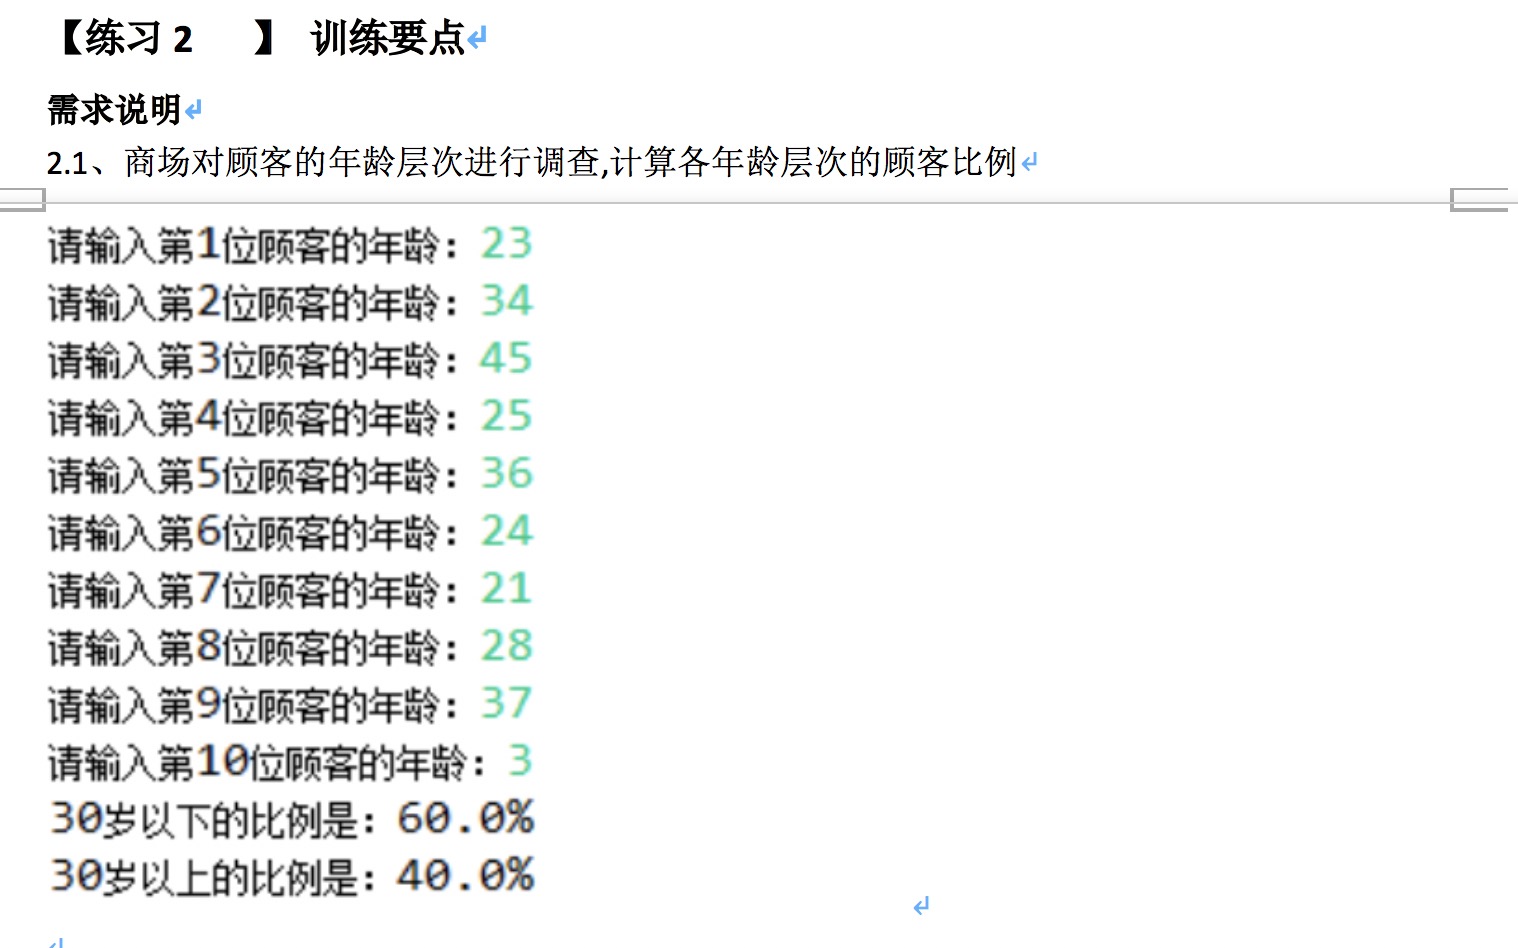 【练习 2 】 训练要点
需求说明
2.1、商场对顾客的年龄层次进行调查,计算各年龄层次的顾客比例
请输入第1位顾客的年龄：23
请输入第2位顾客的年龄：34
请输入第3位顾客的年龄：45
请输入第4位顾客的年龄：25
请输入第5位顾客的年龄：36
请输入第6位顾客的年龄：24
请输入第7位顾客的年龄：21
请输入第8位顾客的年龄：28
请输入第9位顾客的年龄：37
请输入第10位顾客的年龄：3
30岁以下的比例是：60.0%
30岁以上的比例是：40.0%